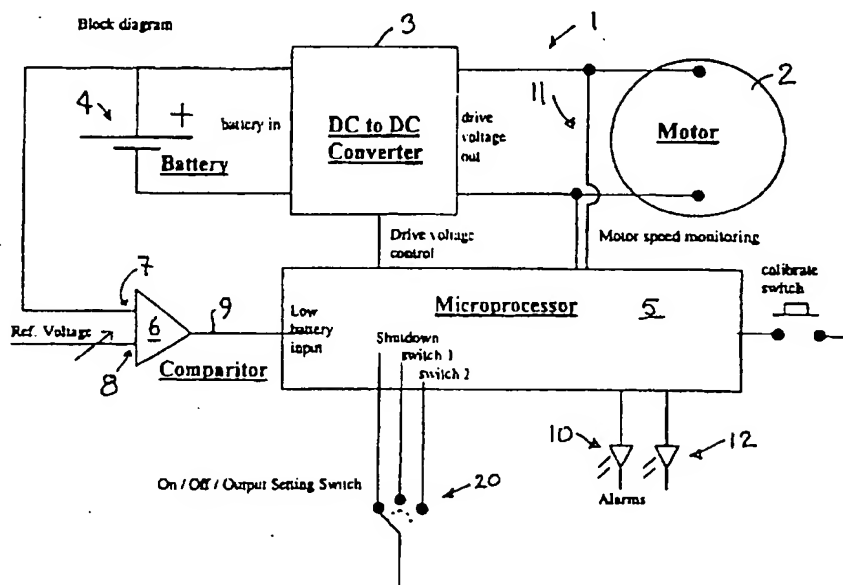 Block diagram
3
1
2
4
+
battery in
DC to DC
Converter
drive
voltage
out
11
Motor
Battery
Drive voltage
control
Motor speed monitoring
7
calibrate
switch
Microprocessor
5
6
9
Low
battery
input
Ref. Voltage
Shutdown
switch 1
switch 2
8
Comparitor
10
12
On / Off / Output Setting Switch
20
Alarms